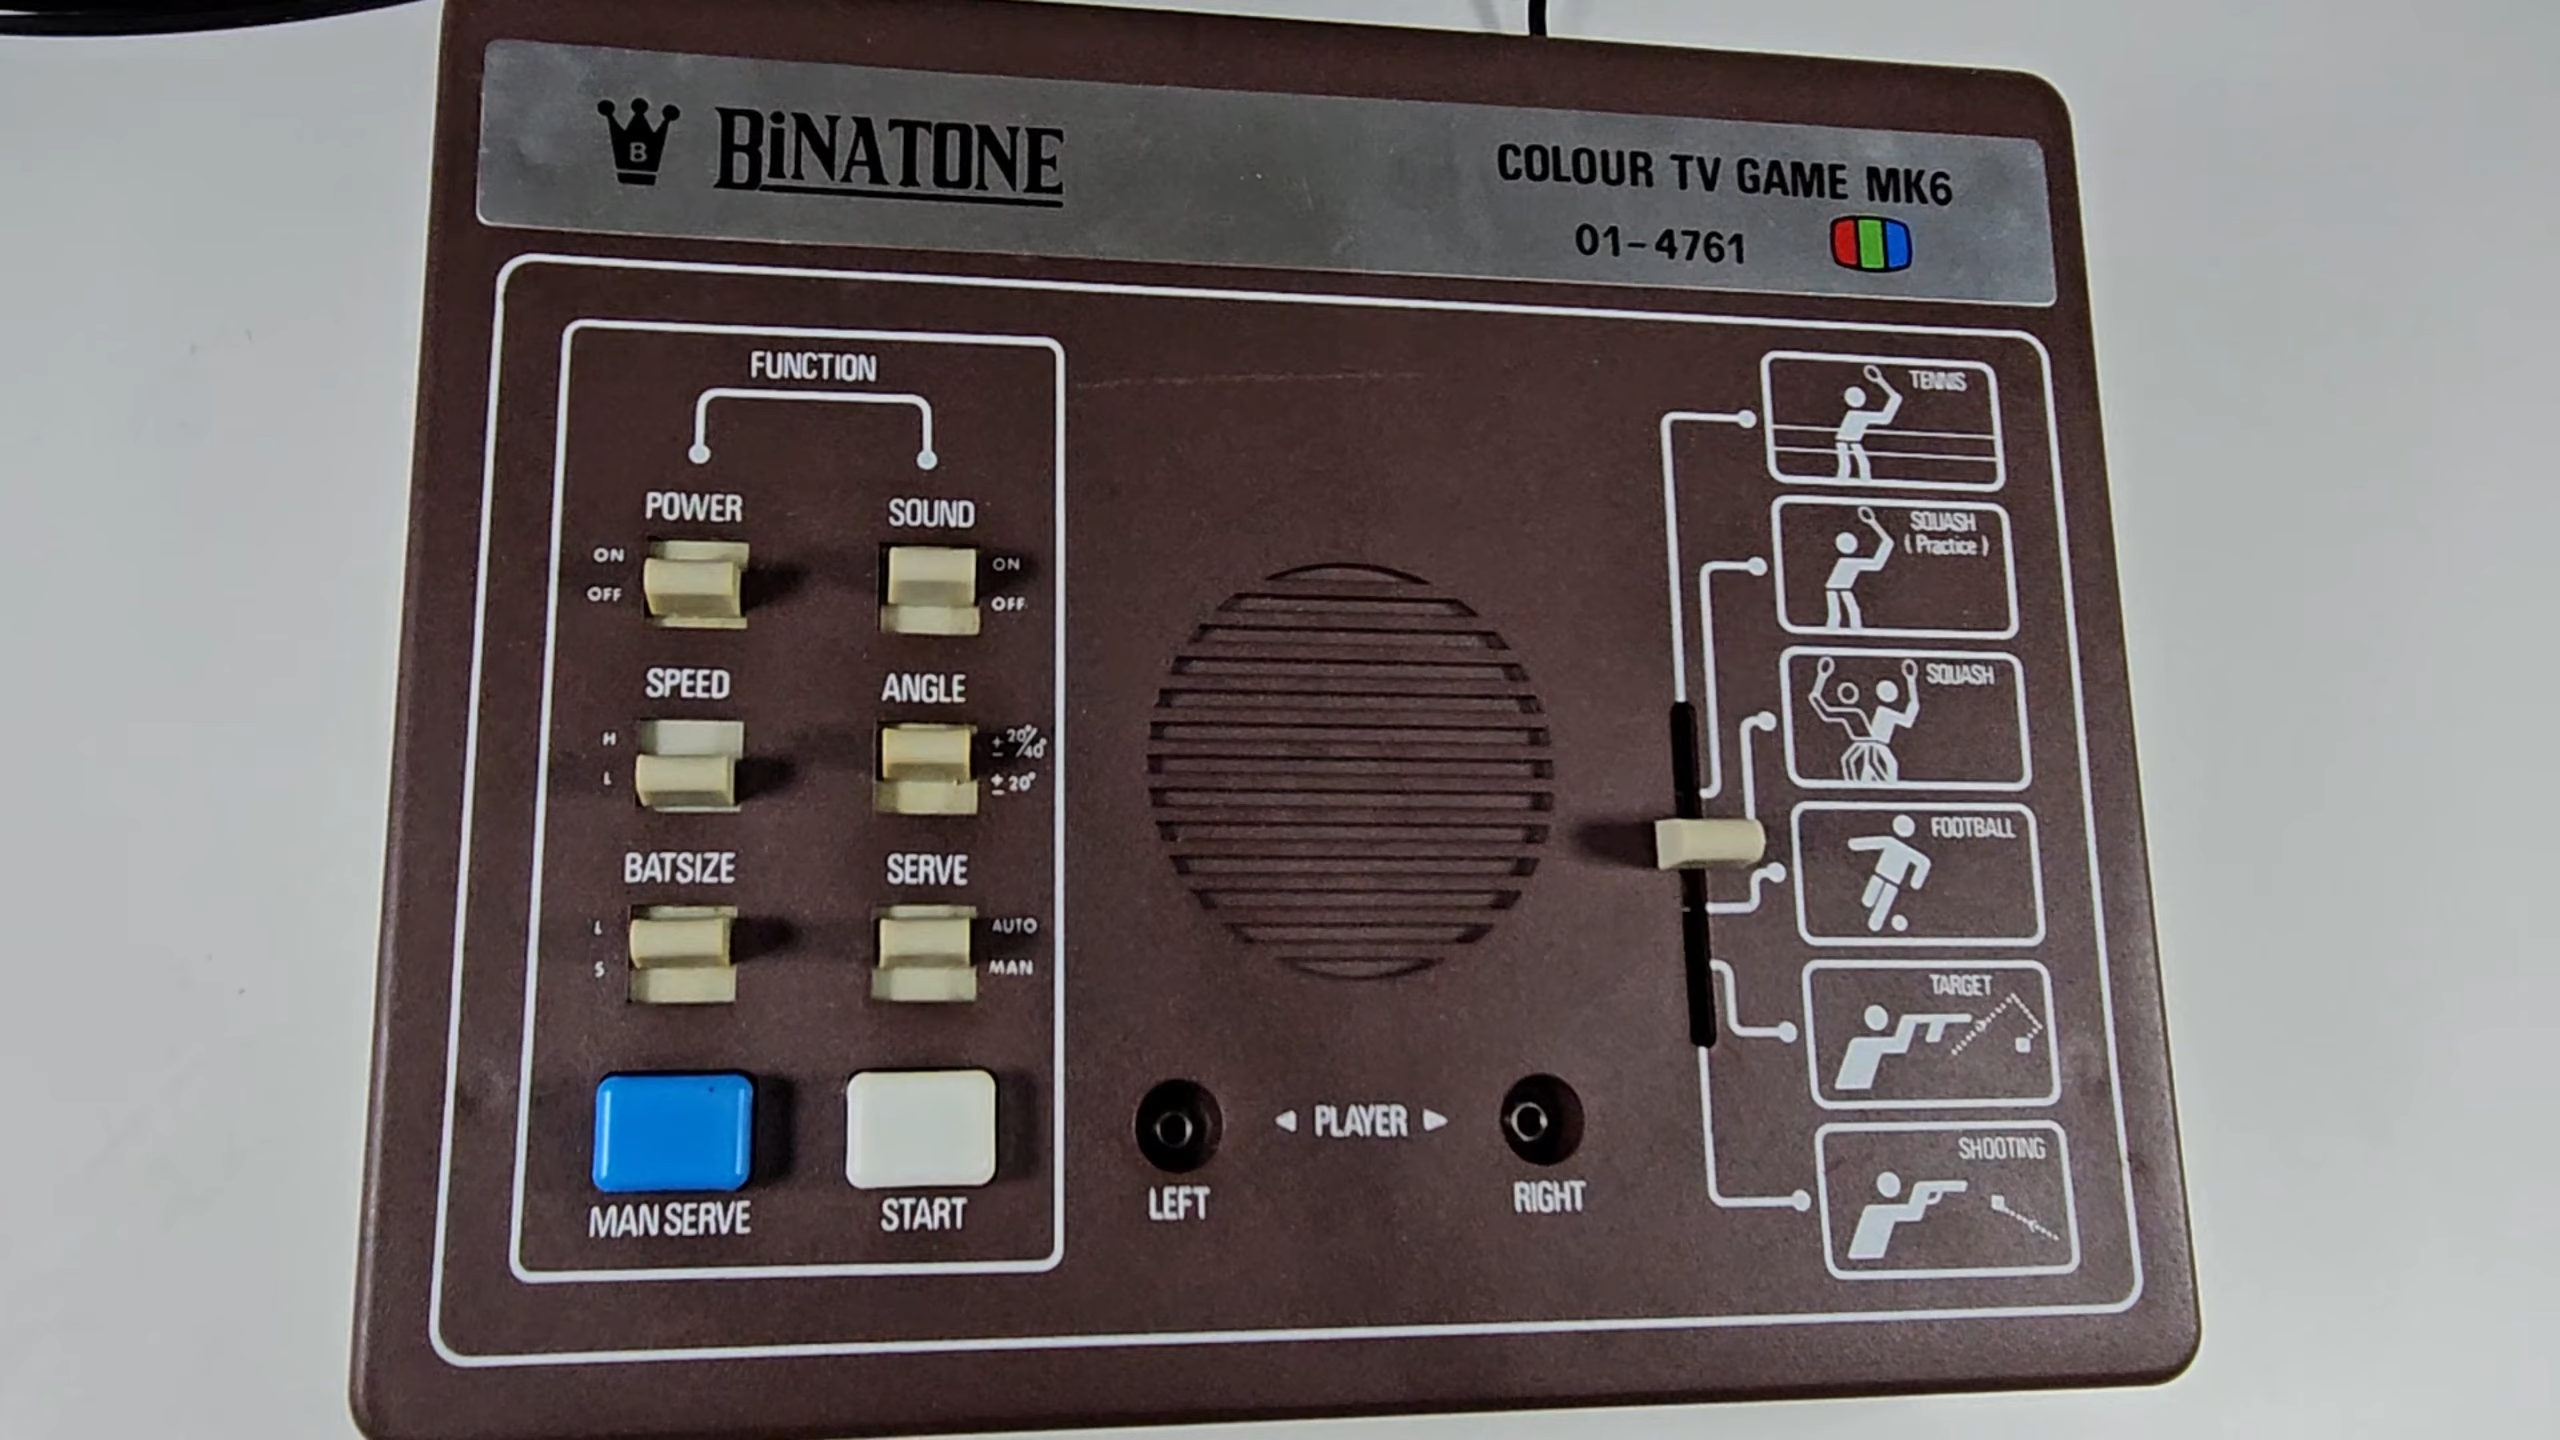 B
BiNATONE
COLOUR TV GAME MK6
01-4761
FUNCTION
POWER
ON
OFF
SOUND
ON
OFF
SPEED
H
L
ANGLE
± 20°/40°
± 20°
BATSIZE
L
S
SERVE
AUTO
MAN
MAN SERVE
START
◄ PLAYER ►
LEFT
RIGHT
TENNIS
SQUASH
(Practice)
SQUASH
FOOTBALL
TARGET
SHOOTING